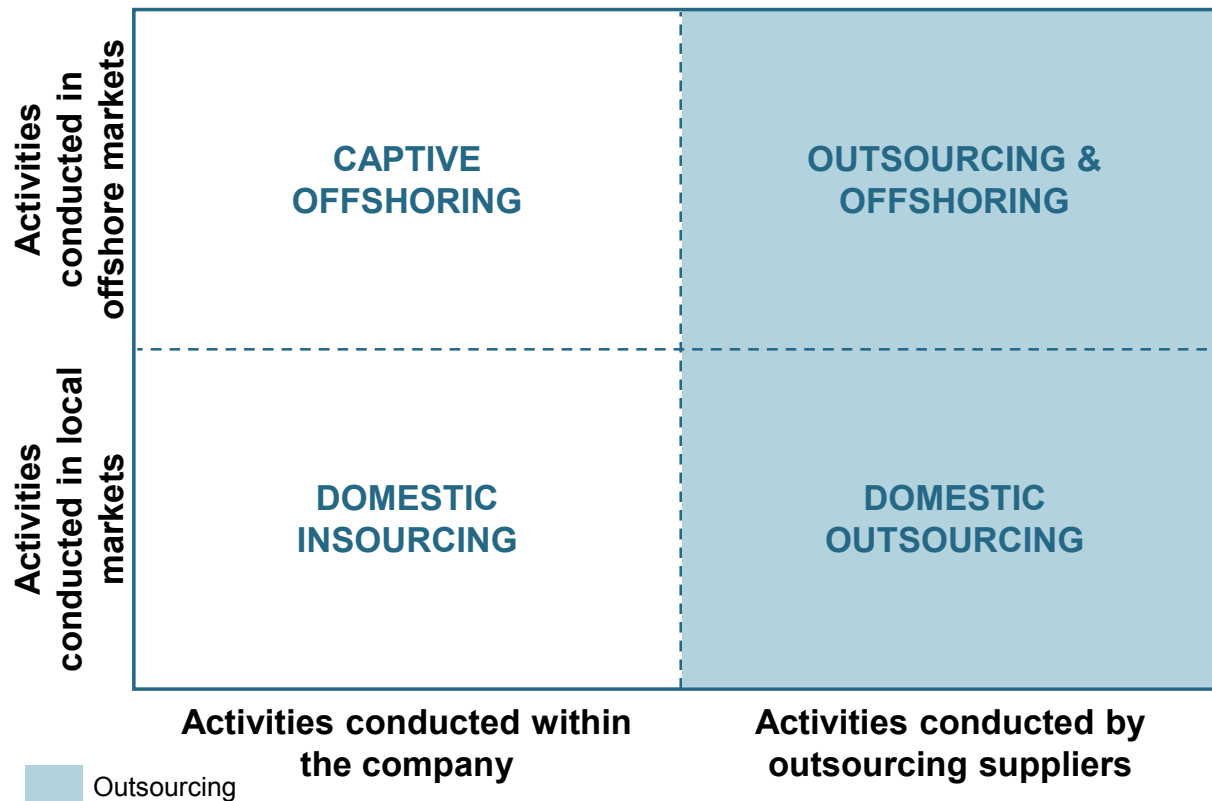 Activities
conducted in
offshore markets
CAPTIVE
OFFSHORING
OUTSOURCING &
OFFSHORING
Activities
conducted in local
markets
DOMESTIC
INSOURCING
DOMESTIC
OUTSOURCING
Activities conducted within
the company
Activities conducted by
outsourcing suppliers
Outsourcing